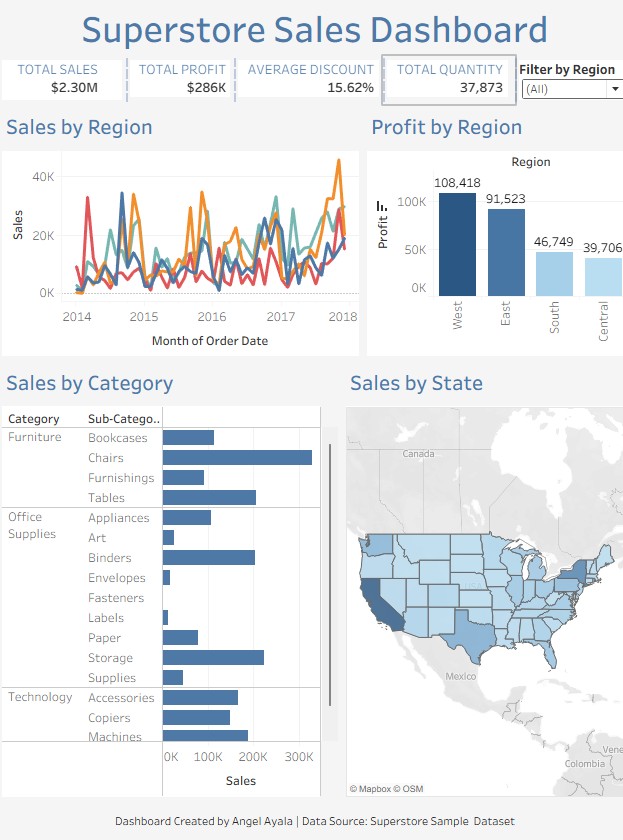 Superstore Sales Dashboard
TOTAL SALES
$2.30M
TOTAL PROFIT
$286K
AVERAGE DISCOUNT
15.62%
TOTAL QUANTITY
37,873
Filter by Region
(All)
Sales by Region
Sales
40K
20K
0K
2014 2015 2016 2017 2018
Month of Order Date
Profit by Region
Region
Profit
100K
50K
0K
108,418
91,523
46,749
39,706
West
East
South
Central
Sales by Category
Category Sub-Catego..
Furniture Bookcases
Chairs
Furnishings
Tables
Office Supplies Appliances
Art
Binders
Envelopes
Fasteners
Labels
Paper
Storage
Supplies
Technology Accessories
Copiers
Machines
0K 100K 200K 300K
Sales
Sales by State
Canada
Mexico
Vene
Colombia
© Mapbox © OSM
Dashboard Created by Angel Ayala | Data Source: Superstore Sample Dataset